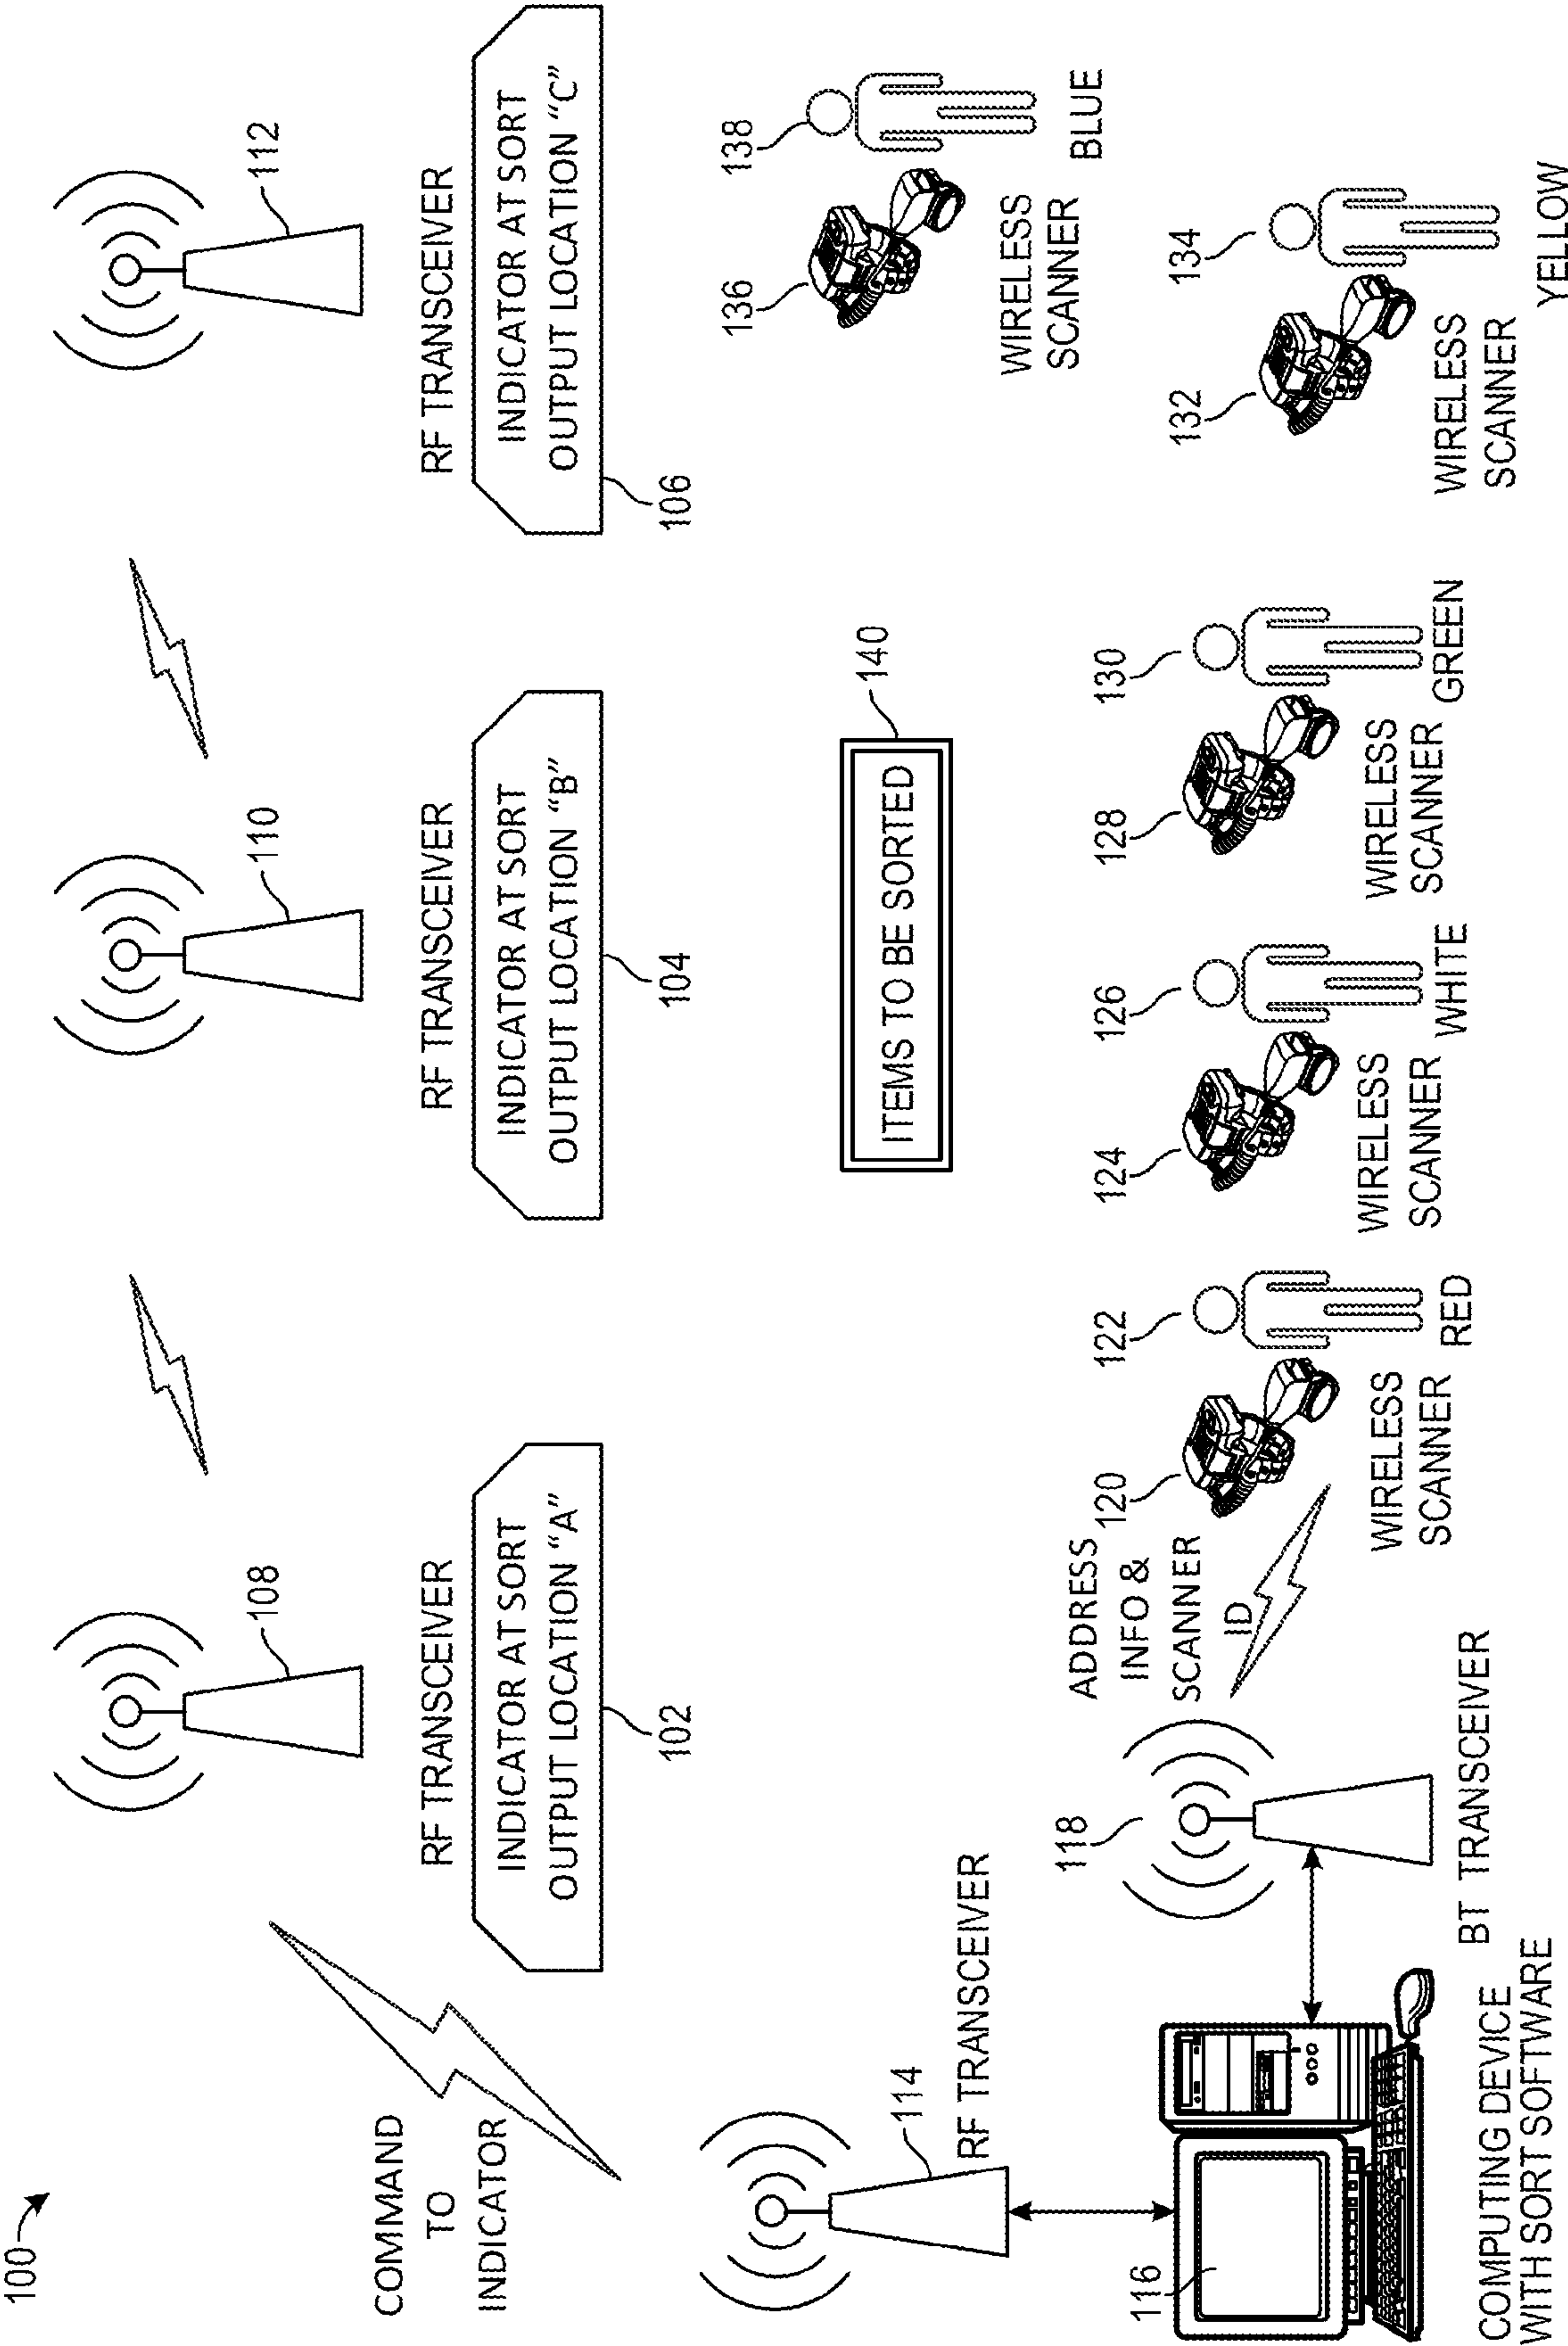 100
108
110
112
RF TRANSCEIVER
RF TRANSCEIVER
RF TRANSCEIVER
COMMAND
TO
INDICATOR
INDICATOR AT SORT
OUTPUT LOCATION "A"
INDICATOR AT SORT
OUTPUT LOCATION "B"
INDICATOR AT SORT
OUTPUT LOCATION "C"
102
104
106
114
RF TRANSCEIVER
ITEMS TO BE SORTED
140
136
138
WIRELESS
SCANNER
BLUE
116
118
ADDRESS
INFO &
SCANNER
ID
120
122
124
126
128
130
132
134
WIRELESS
SCANNER
RED
WIRELESS
SCANNER
WHITE
WIRELESS
SCANNER
GREEN
WIRELESS
SCANNER
YELLOW
BT TRANSCEIVER
COMPUTING DEVICE
WITH SORT SOFTWARE